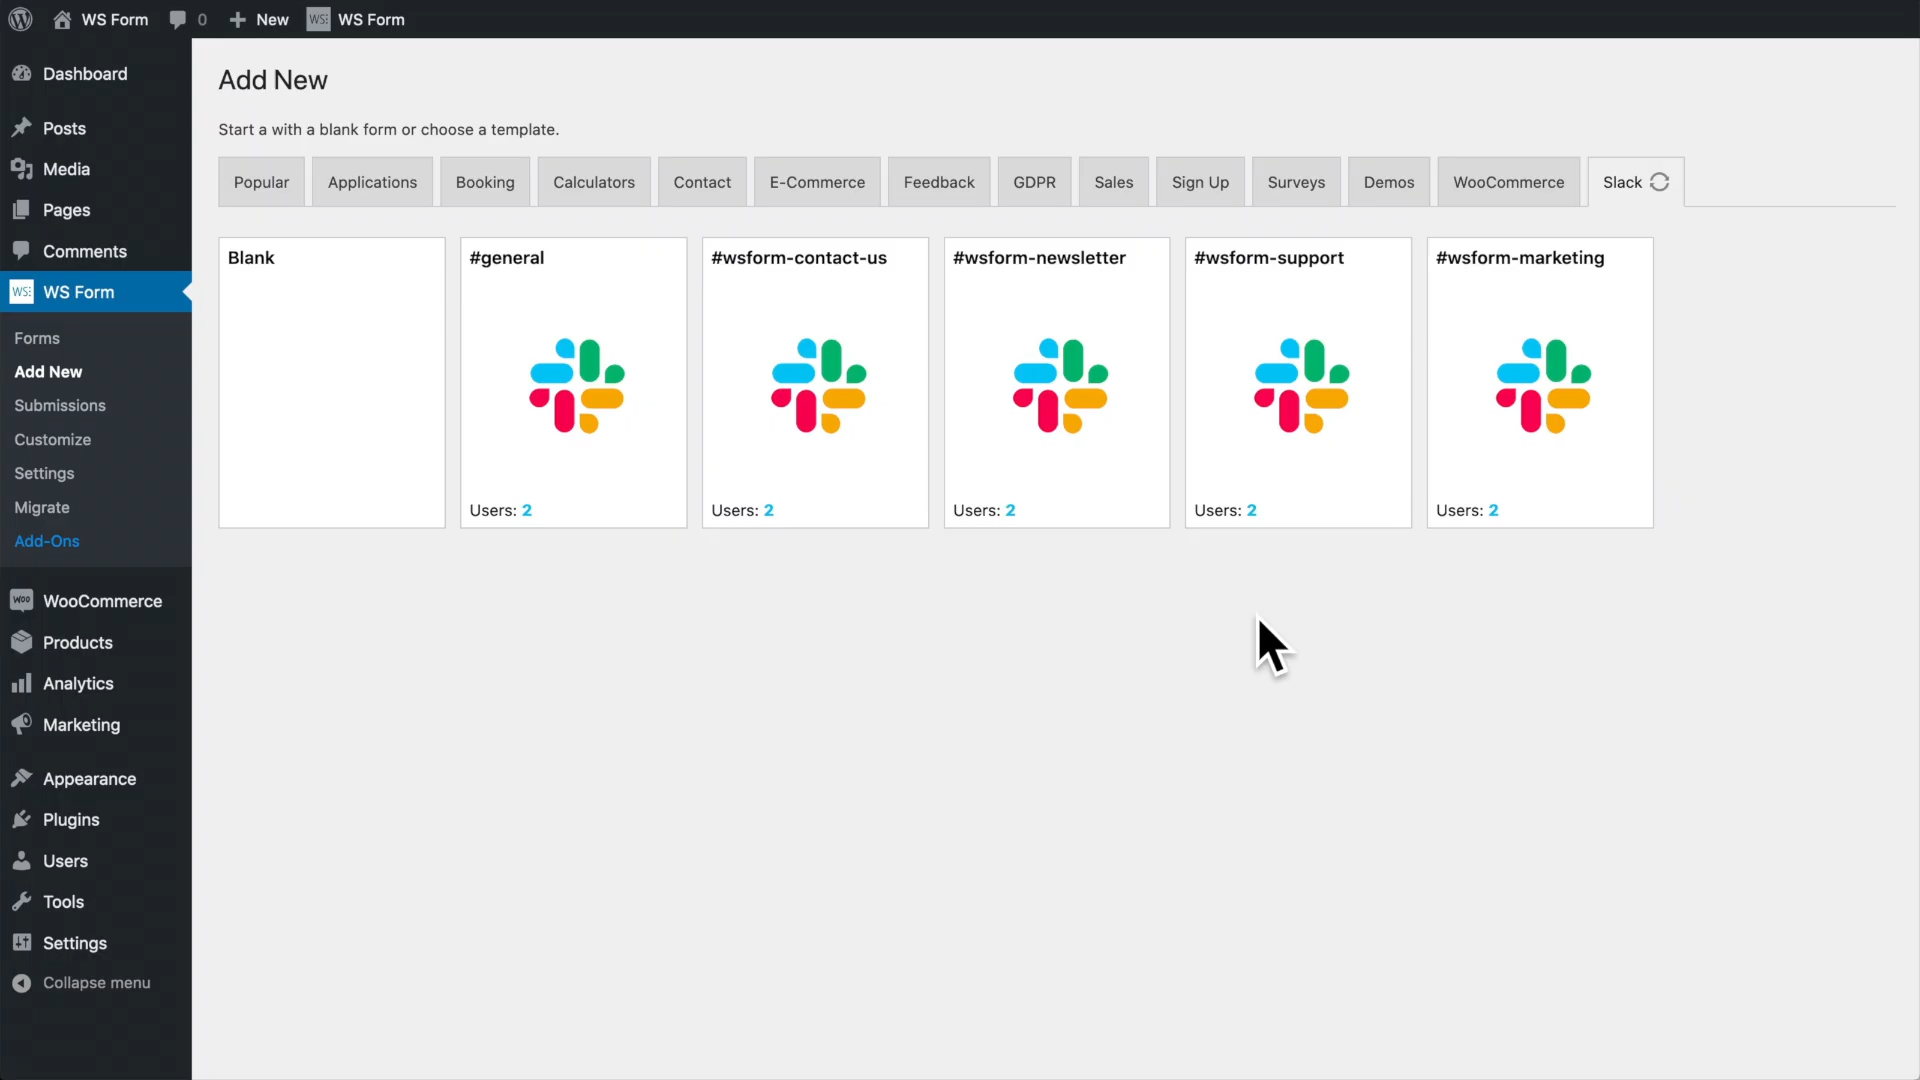 WS Form 0 New WS: WS Form
Dashboard
Posts
Media
Pages
Comments
WS: WS Form
Forms
Add New
Submissions
Customize
Settings
Migrate
Add-Ons
woo WooCommerce
Products
Analytics
Marketing
Appearance
Plugins
Users
Tools
Settings
Collapse menu
Add New
Start a with a blank form or choose a template.
Popular Applications Booking Calculators Contact E-Commerce Feedback GDPR Sales Sign Up Surveys Demos WooCommerce Slack
Blank #general #wsform-contact-us #wsform-newsletter #wsform-support #wsform-marketing
Users: 2 Users: 2 Users: 2 Users: 2 Users: 2